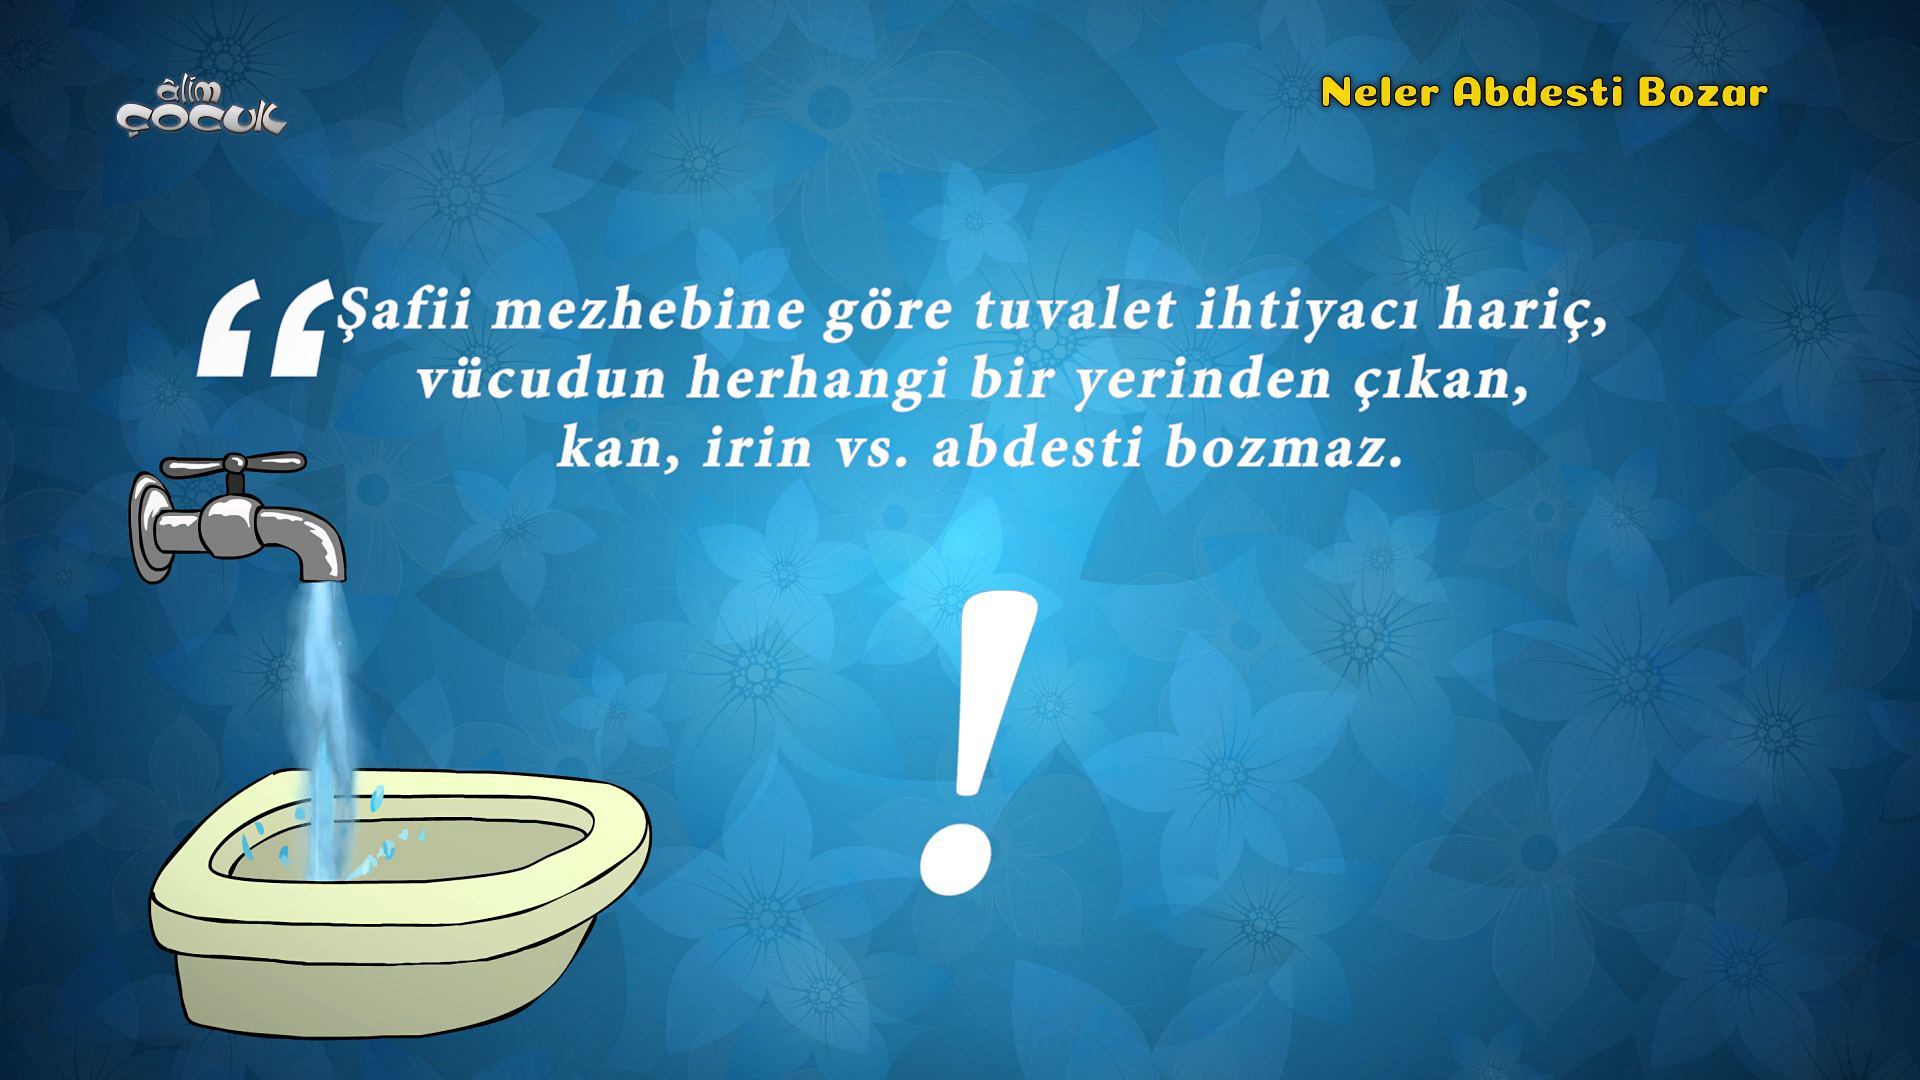 âlim
çocuk
Neler Abdesti Bozar
“Şafii mezhebine göre tuvalet ihtiyacı hariç,
vücudun herhangi bir yerinden çıkan,
kan, irin vs. abdesti bozmaz.
!